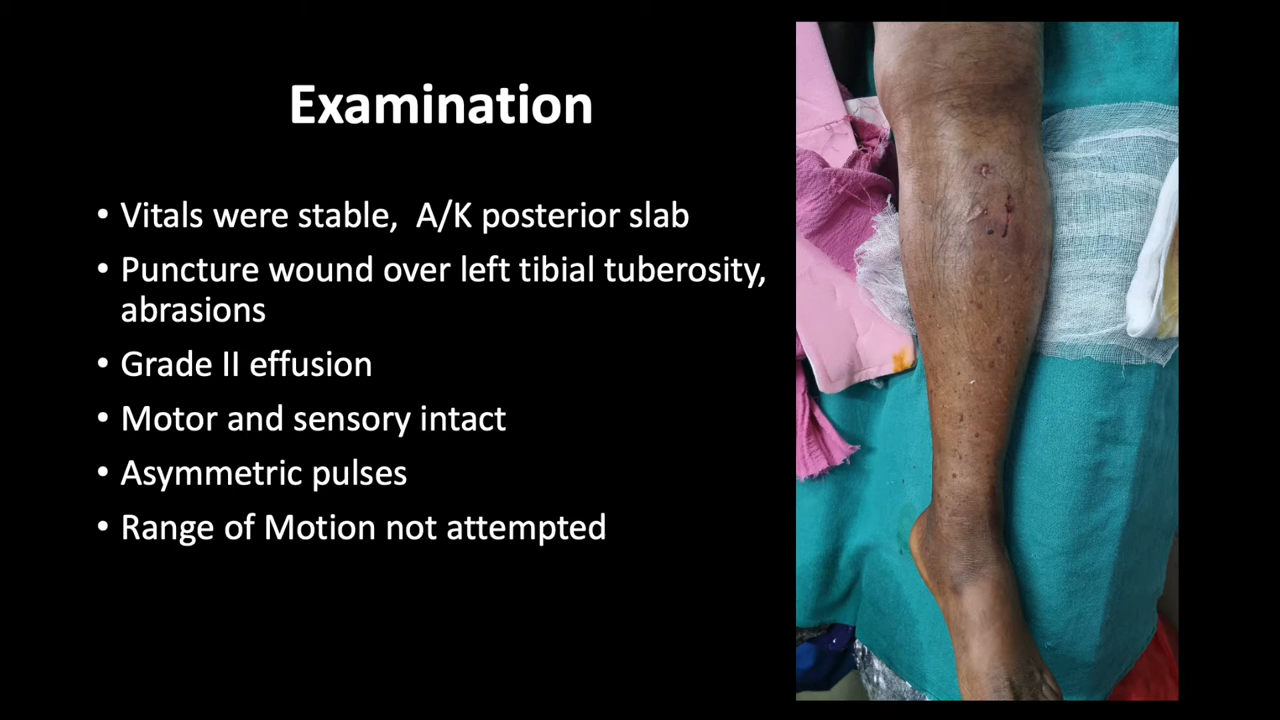 Examination
• Vitals were stable,  A/K posterior slab
• Puncture wound over left tibial tuberosity,
abrasions
• Grade II effusion
• Motor and sensory intact
• Asymmetric pulses
• Range of Motion not attempted